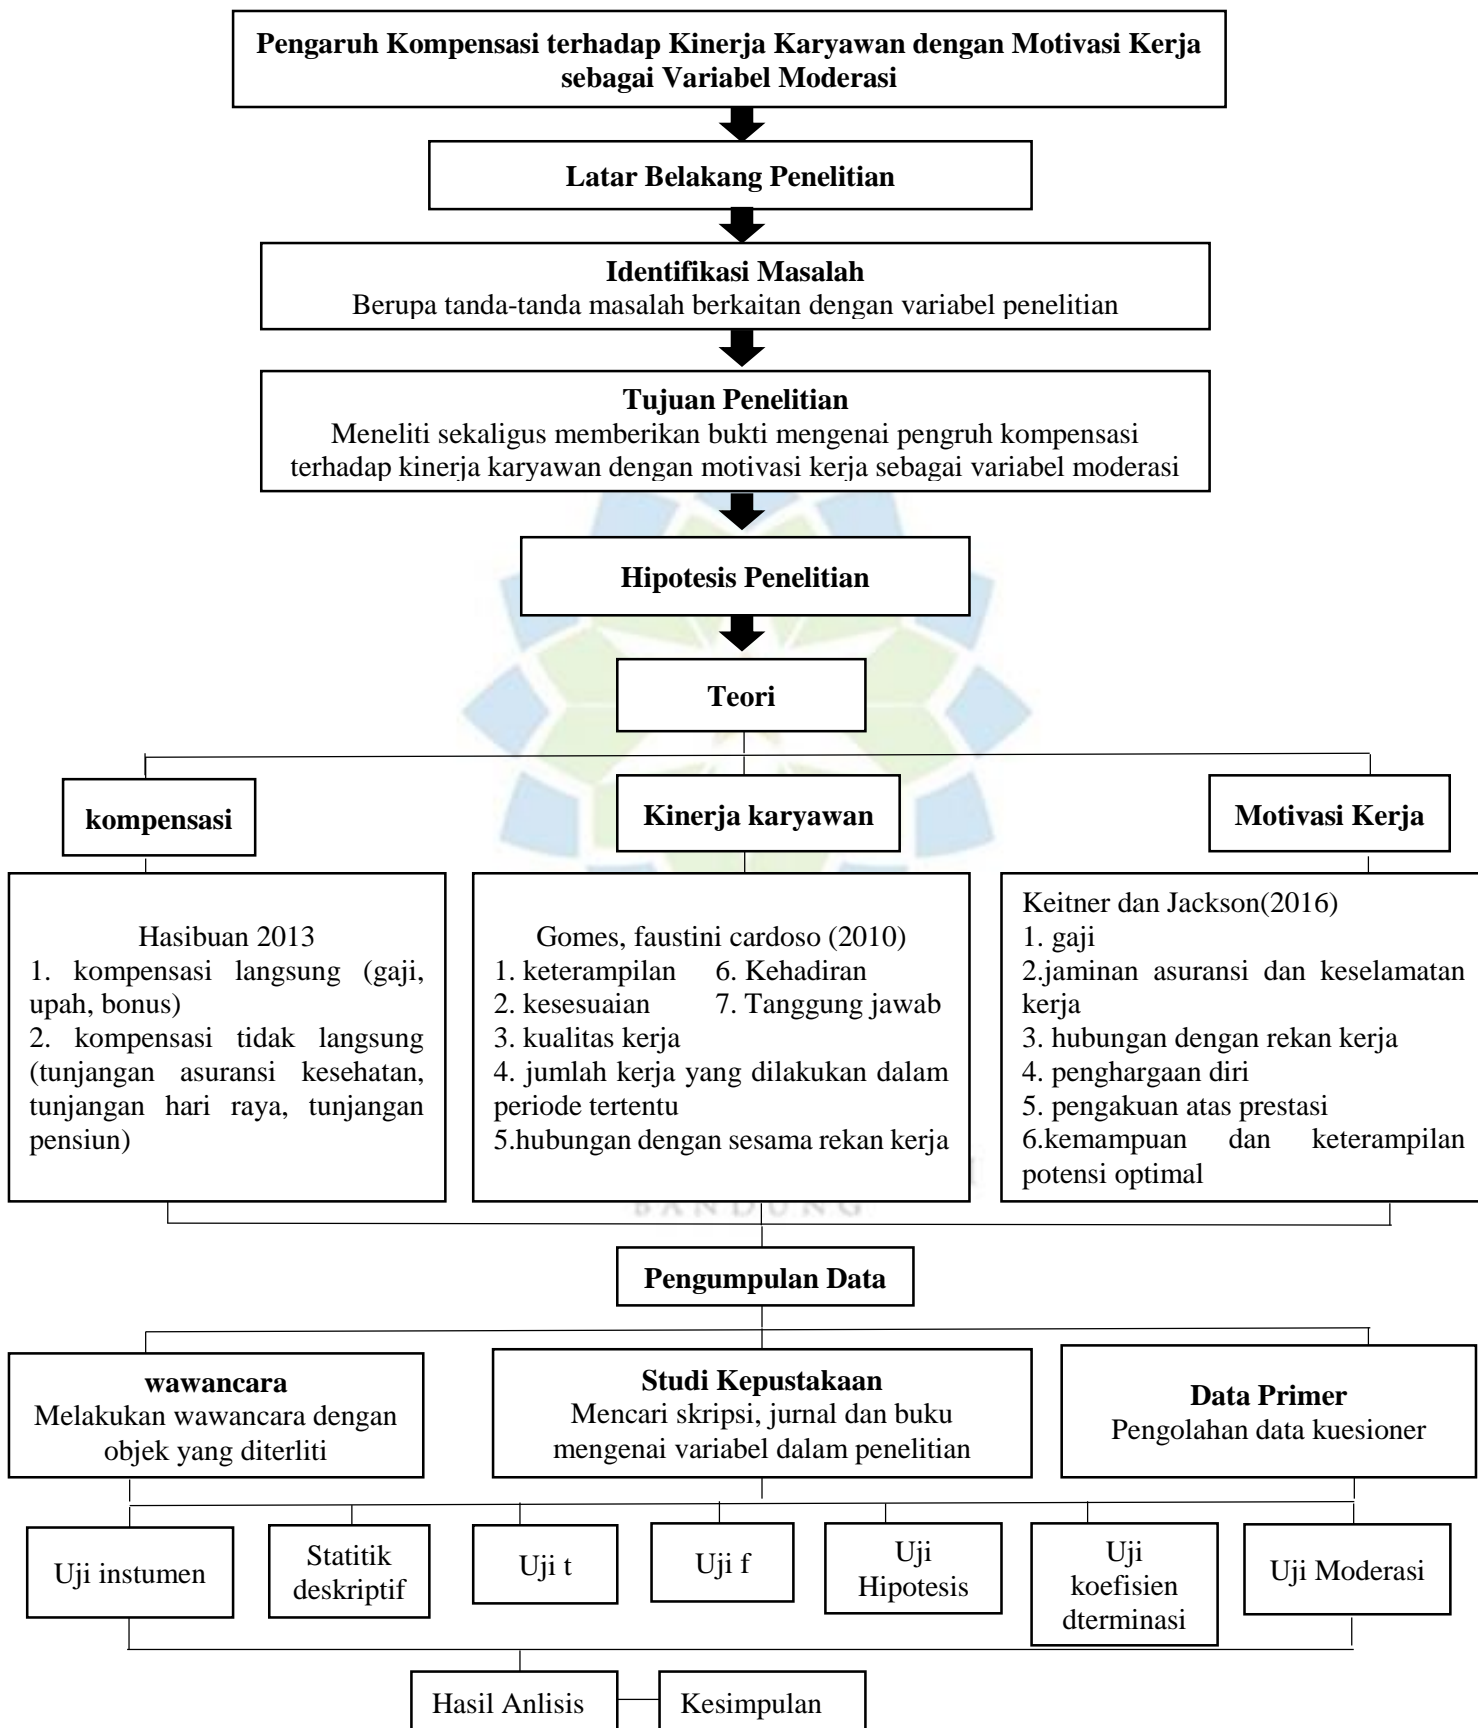 Pengaruh Kompensasi terhadap Kinerja Karyawan dengan Motivasi Kerja
sebagai Variabel Moderasi
Latar Belakang Penelitian
Identifikasi Masalah
Berupa tanda-tanda masalah berkaitan dengan variabel penelitian
Tujuan Penelitian
Meneliti sekaligus memberikan bukti mengenai pengruh kompensasi
terhadap kinerja karyawan dengan motivasi kerja sebagai variabel moderasi
Hipotesis Penelitian
Teori
kompensasi
Kinerja karyawan
Motivasi Kerja
Hasibuan 2013
1. kompensasi langsung (gaji,
upah, bonus)
2. kompensasi tidak langsung
(tunjangan asuransi kesehatan,
tunjangan hari raya, tunjangan
pensiun)
Gomes, faustini cardoso (2010)
1. keterampilan 6. Kehadiran
2. kesesuaian 7. Tanggung jawab
3. kualitas kerja
4. jumlah kerja yang dilakukan dalam
periode tertentu
5.hubungan dengan sesama rekan kerja
Keitner dan Jackson(2016)
1. gaji
2.jaminan asuransi dan keselamatan
kerja
3. hubungan dengan rekan kerja
4. penghargaan diri
5. pengakuan atas prestasi
6.kemampuan dan keterampilan
potensi optimal
BANDUNG
Pengumpulan Data
wawancara
Melakukan wawancara dengan
objek yang diterliti
Studi Kepustakaan
Mencari skripsi, jurnal dan buku
mengenai variabel dalam penelitian
Data Primer
Pengolahan data kuesioner
Uji instumen
Statitik
deskriptif
Uji t
Uji f
Uji
Hipotesis
Uji
koefisien
dterminasi
Uji Moderasi
Hasil Anlisis
Kesimpulan